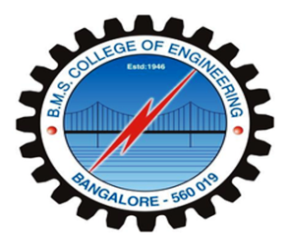 B.M.S. COLLEGE OF ENGINEERING
Estd:1946
BANGALORE - 560 019